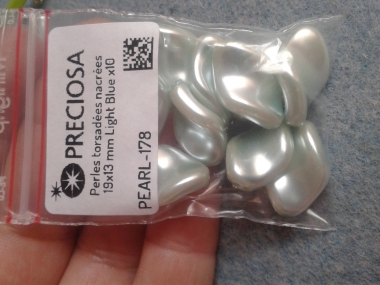 PRECIOSA
Perles torsadées nacrées
19x13 mm Light Blue x10
PEARL-178